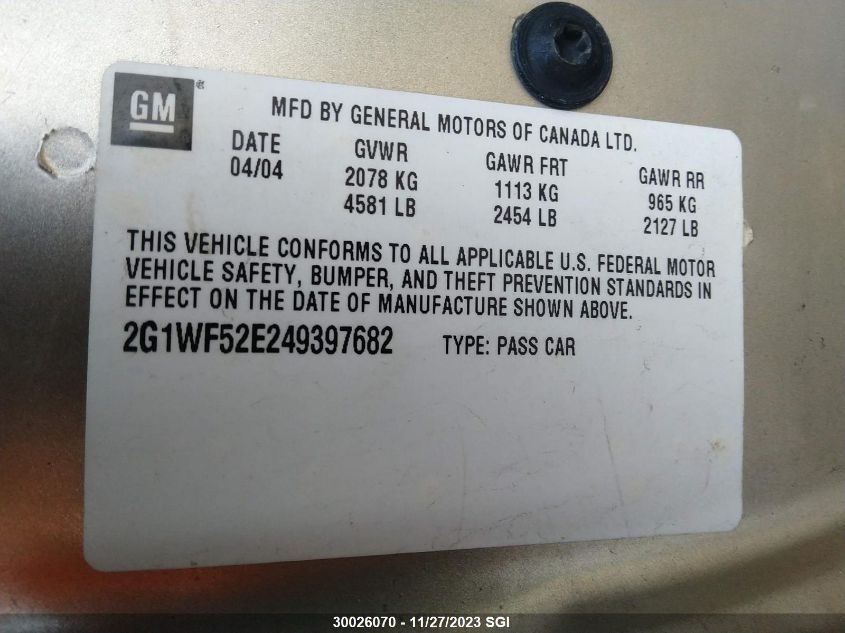 GM®
MFD BY GENERAL MOTORS OF CANADA LTD.
DATE GVWR GAWR FRT GAWR RR
04/04 2078 KG 1113 KG 965 KG
4581 LB 2454 LB 2127 LB
THIS VEHICLE CONFORMS TO ALL APPLICABLE U.S. FEDERAL MOTOR
VEHICLE SAFETY, BUMPER, AND THEFT PREVENTION STANDARDS IN
EFFECT ON THE DATE OF MANUFACTURE SHOWN ABOVE.
2G1WF52E249397682 TYPE: PASS CAR
30026070 - 11/27/2023 SGI